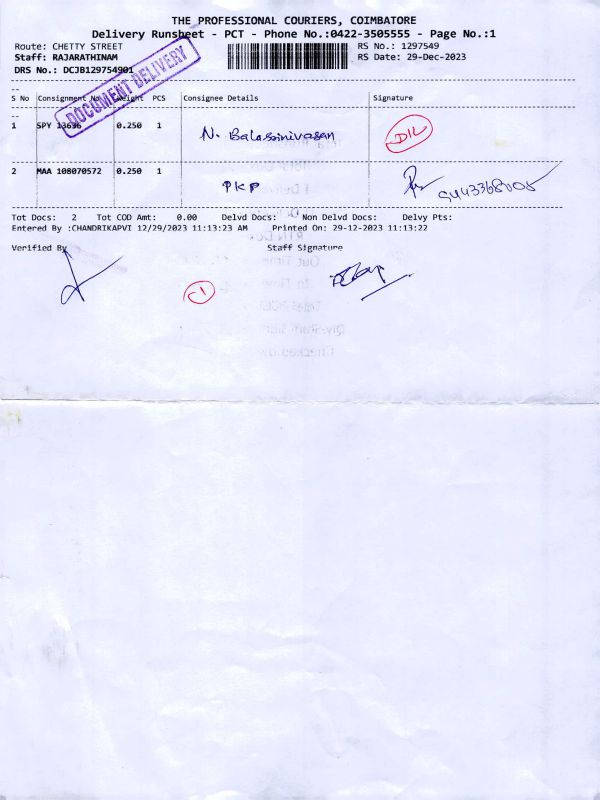 THE PROFESSIONAL COURIERS, COIMBATORE
Delivery Runsheet - PCT - Phone No.:0422-3505555 - Page No.:1
Route: CHETTY STREET RS No.: 1297549
Staff: RAJARATHINAM RS Date: 29-Dec-2023
DRS No.: DCJB129754901
DOCUMENT DELIVERY
S No Consignment No Weight PCS Consignee Details Signature
1 SPY 13636 0.250 1 N. Balassinivasan D/L
2 MAA 108070572 0.250 1 PKP
Tot Docs: 2 Tot COD Amt: 0.00 Delvd Docs: Non Delvd Docs: Delvy Pts:
Entered By :CHANDRIKAPVI 12/29/2023 11:13:23 AM Printed On: 29-12-2023 11:13:22
Verified By Staff Signature